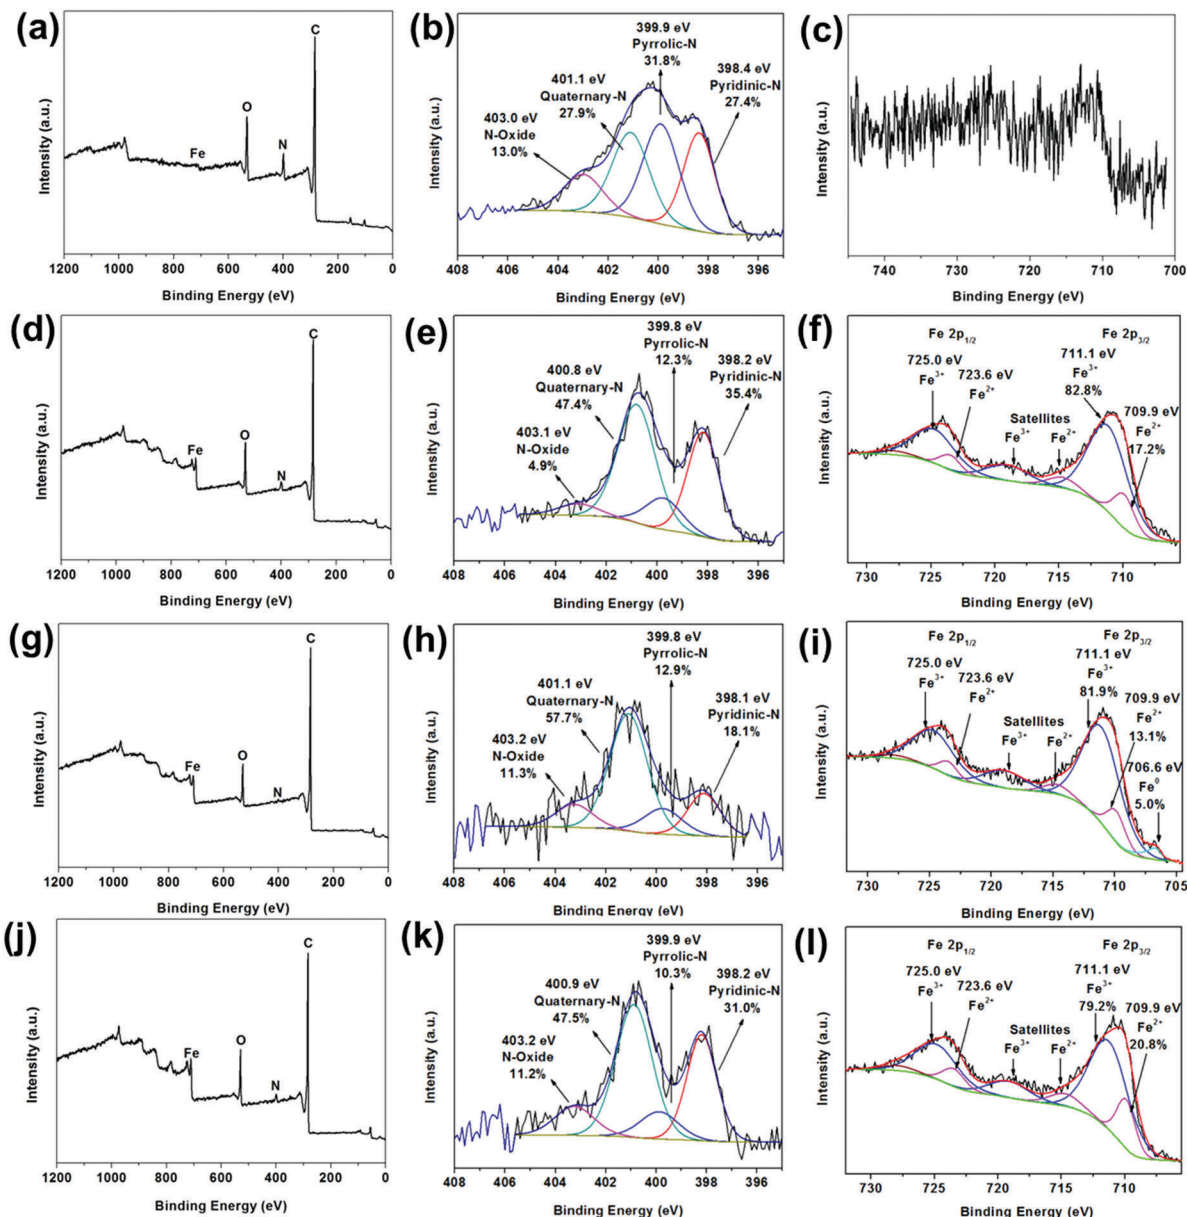 (a)
C
O
N
Fe
Intensity (a.u.)
1200 1000 800 600 400 200 0
Binding Energy (eV)
(b)
399.9 eV
Pyrrolic-N
31.8%
401.1 eV
Quaternary-N
27.9%
398.4 eV
Pyridinic-N
27.4%
403.0 eV
N-Oxide
13.0%
Intensity (a.u.)
408 406 404 402 400 398 396
Binding Energy (eV)
(c)
Intensity (a.u.)
740 730 720 710 700
Binding Energy (eV)
(d)
C
Fe
O
N
Intensity (a.u.)
1200 1000 800 600 400 200 0
Binding Energy (eV)
(e)
399.8 eV
Pyrrolic-N
12.3%
400.8 eV
Quaternary-N
47.4%
398.2 eV
Pyridinic-N
35.4%
403.1 eV
N-Oxide
4.9%
Intensity (a.u.)
408 406 404 402 400 398 396
Binding Energy (eV)
(f)
Fe 2p1/2
Fe 2p3/2
725.0 eV
Fe3+
723.6 eV
Fe2+
711.1 eV
Fe3+
82.8%
709.9 eV
Fe2+
17.2%
Satellites
Fe3+ Fe2+
Intensity (a.u.)
730 725 720 715 710
Binding Energy (eV)
(g)
C
Fe
O
N
Intensity (a.u.)
1200 1000 800 600 400 200 0
Binding Energy (eV)
(h)
399.8 eV
Pyrrolic-N
12.9%
401.1 eV
Quaternary-N
57.7%
398.1 eV
Pyridinic-N
18.1%
403.2 eV
N-Oxide
11.3%
Intensity (a.u.)
408 406 404 402 400 398 396
Binding Energy (eV)
(i)
Fe 2p1/2
Fe 2p3/2
725.0 eV
Fe3+
723.6 eV
Fe2+
711.1 eV
Fe3+
81.9%
709.9 eV
Fe2+
13.1%
706.6 eV
Fe0
5.0%
Satellites
Fe3+ Fe2+
Intensity (a.u.)
730 725 720 715 710 705
Binding Energy (eV)
(j)
C
Fe
O
N
Intensity (a.u.)
1200 1000 800 600 400 200 0
Binding Energy (eV)
(k)
399.9 eV
Pyrrolic-N
10.3%
400.9 eV
Quaternary-N
47.5%
398.2 eV
Pyridinic-N
31.0%
403.2 eV
N-Oxide
11.2%
Intensity (a.u.)
408 406 404 402 400 398 396
Binding Energy (eV)
(l)
Fe 2p1/2
Fe 2p3/2
725.0 eV
Fe3+
723.6 eV
Fe2+
711.1 eV
Fe3+
79.2%
709.9 eV
Fe2+
20.8%
Satellites
Fe3+ Fe2+
Intensity (a.u.)
730 725 720 715 710
Binding Energy (eV)